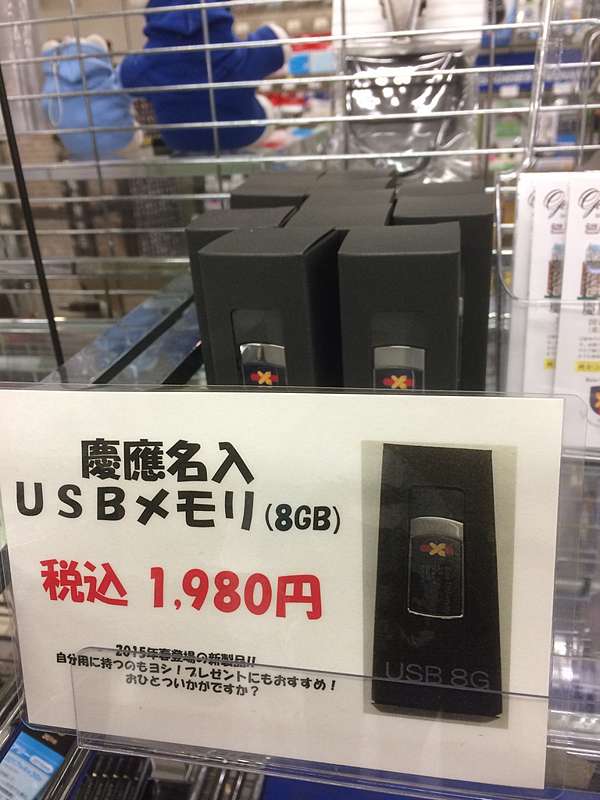 慶應名入
USBメモリ(8GB)
税込 1,980円
2015年春登場の新製品!!
自分用に持つのもヨシ!プレゼントにもおすすめ!
おひとついかがですか?
USB 8G